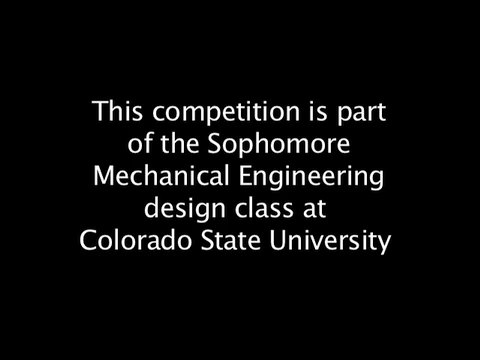 This competition is part
of the Sophomore
Mechanical Engineering
design class at
Colorado State University